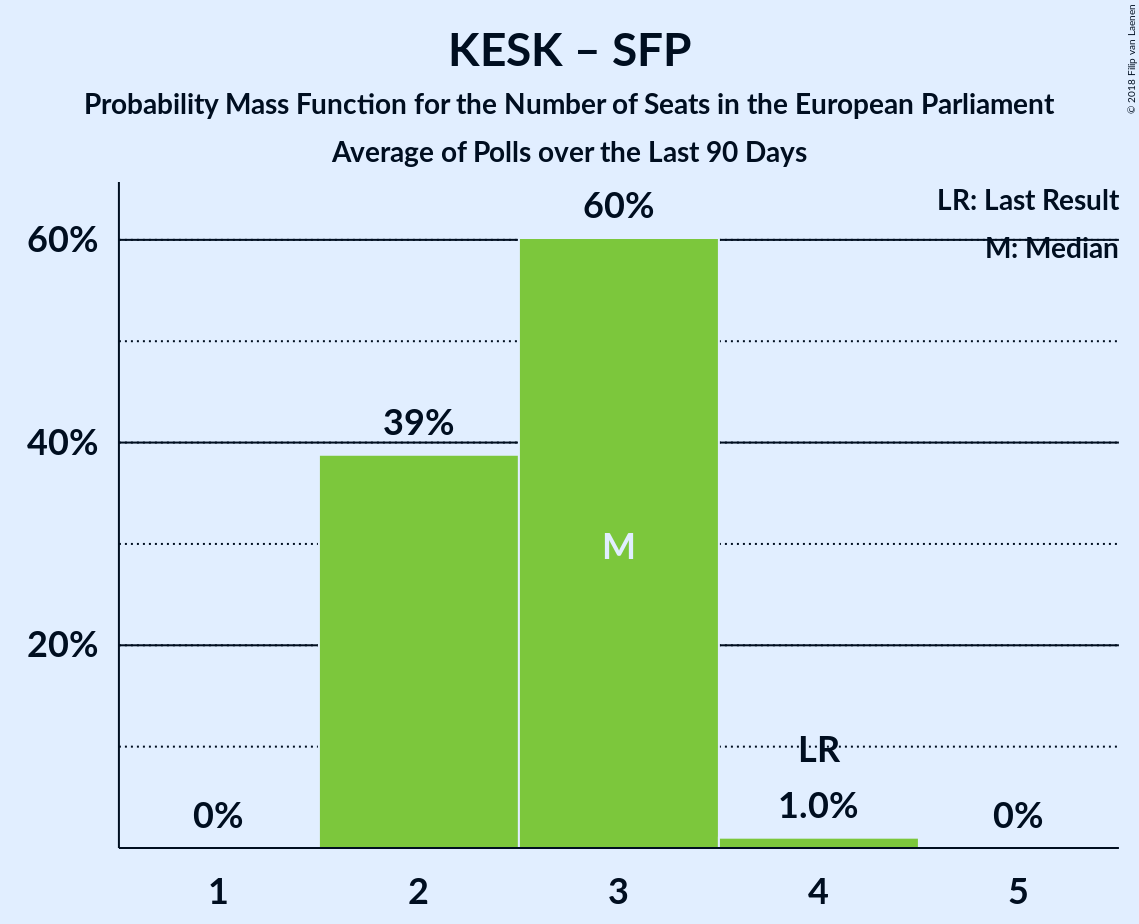 KESK – SFP
Probability Mass Function for the Number of Seats in the European Parliament
Average of Polls over the Last 90 Days
© 2018 Filip van Laenen
LR: Last Result
M: Median
60%
40%
20%
0%
39%
60%
M
LR
1.0%
0%
1
2
3
4
5